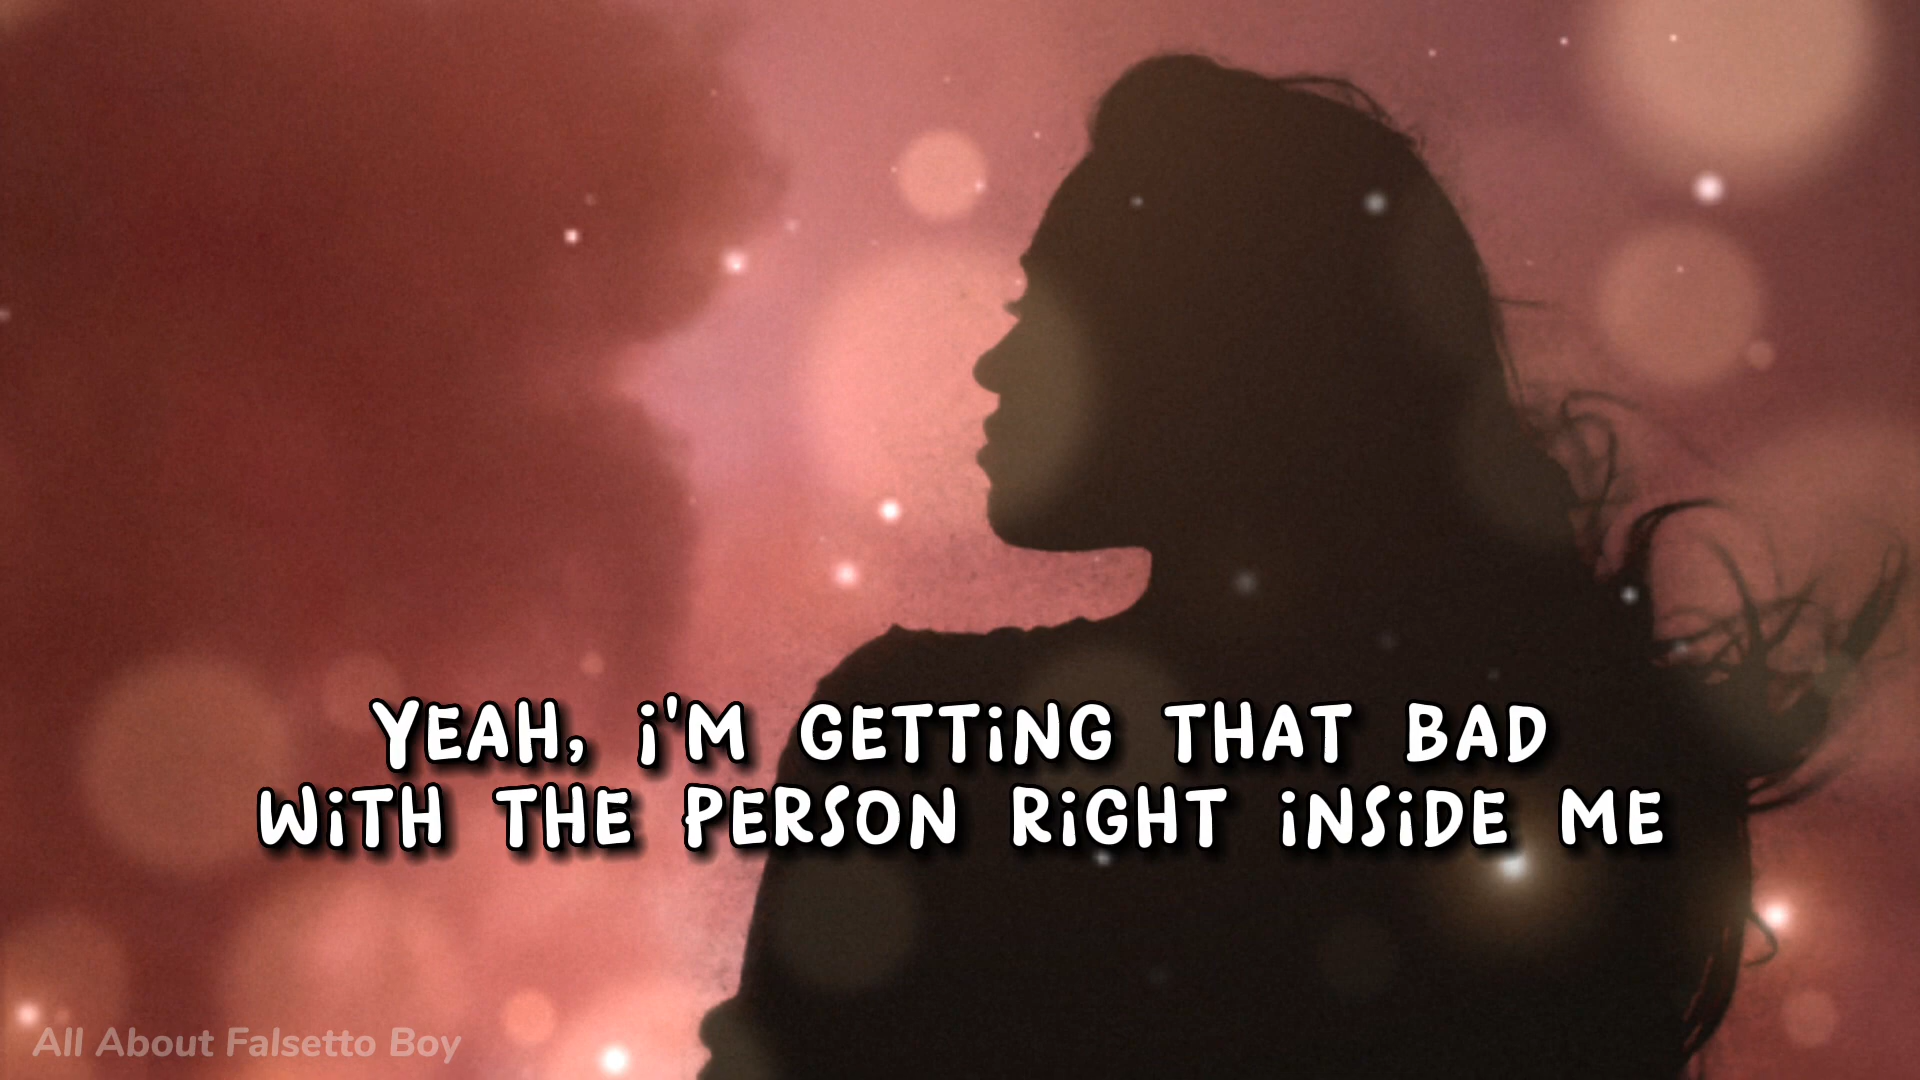 YEAH, i'M GETTiNG THAT BAD
WiTH THE PERSON RiGHT iNSiDE ME
All About Falsetto Boy